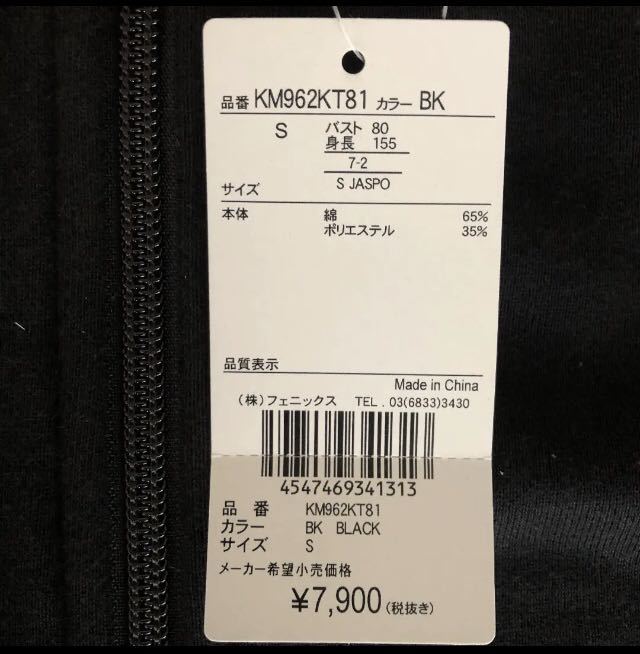 品番 KM962KT81 カラー BK
S バスト 80
身長 155
7-2
サイズ S JASPO
本体 綿 65%
ポリエステル 35%
品質表示
Made in China
(株)フェニックス TEL. 03(6833)3430
4547469341313
品 番 KM962KT81
カラー BK BLACK
サイズ S
メーカー希望小売価格
¥7,900(税抜き)